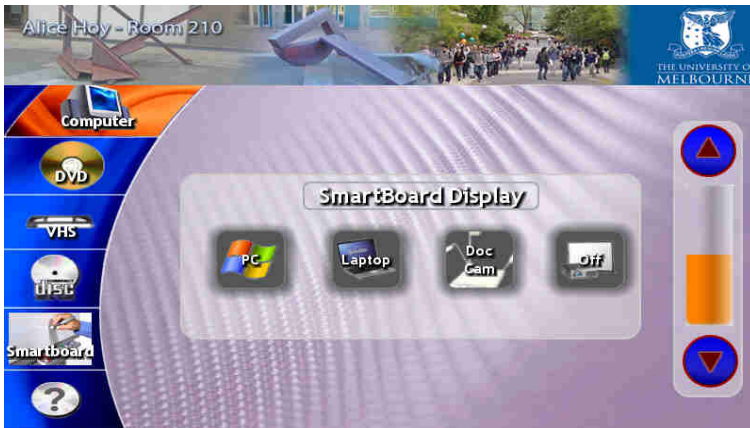 Alice Hoy - Room 210
THE UNIVERSITY O
MELBOURNE
Computer
DVD
VHS
disc
Smartboard
?
SmartBoard Display
PC
Laptop
Doc
Cam
Off